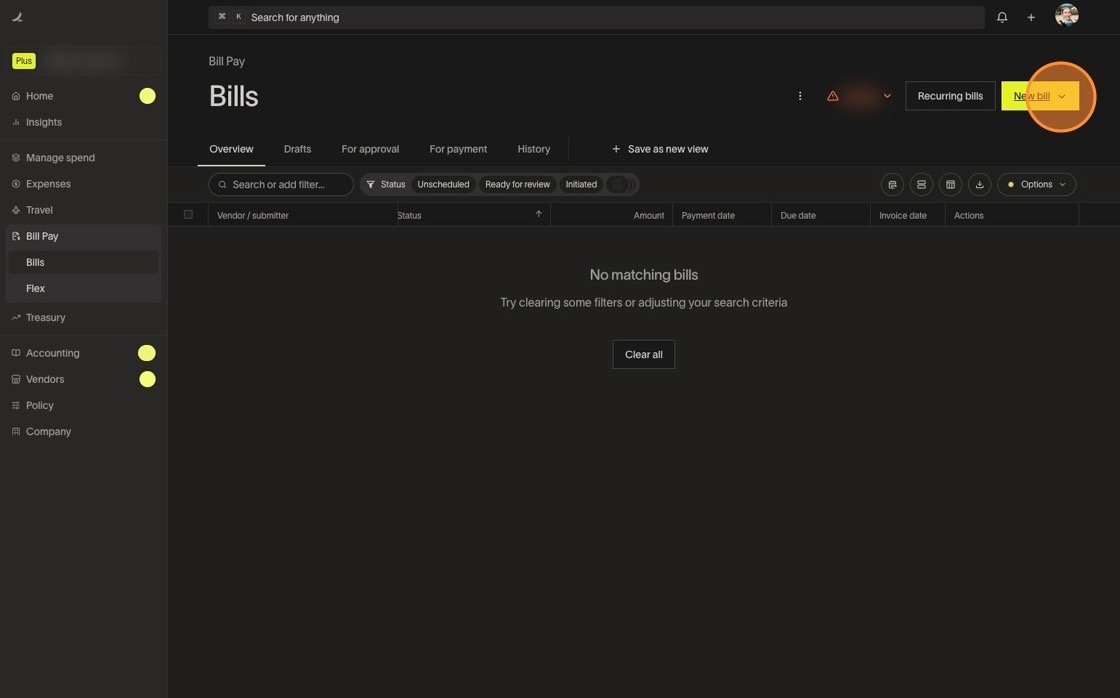 ⌘ K Search for anything
Plus
Home
Insights
Manage spend
Expenses
Travel
Bill Pay
Bills
Flex
Treasury
Accounting
Vendors
Policy
Company
Bill Pay
Bills
Recurring bills
New bill
Overview
Drafts
For approval
For payment
History
+ Save as new view
Search or add filter...
Status
Unscheduled
Ready for review
Initiated
Options
Vendor / submitter
Status
Amount
Payment date
Due date
Invoice date
Actions
No matching bills
Try clearing some filters or adjusting your search criteria
Clear all